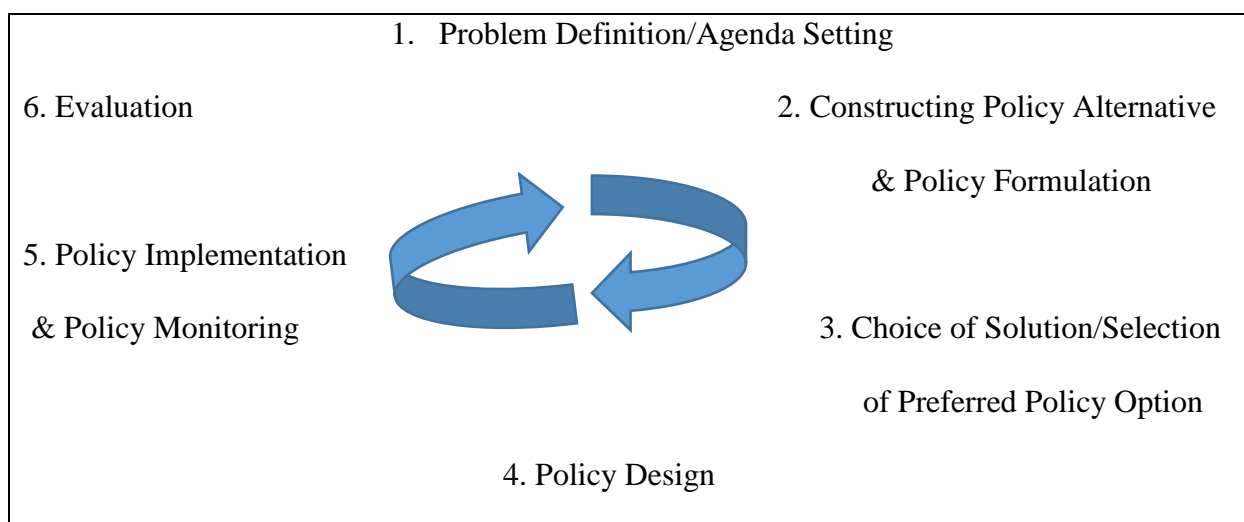 1. Problem Definition/Agenda Setting
6. Evaluation
2. Constructing Policy Alternative
& Policy Formulation
5. Policy Implementation
& Policy Monitoring
3. Choice of Solution/Selection
of Preferred Policy Option
4. Policy Design